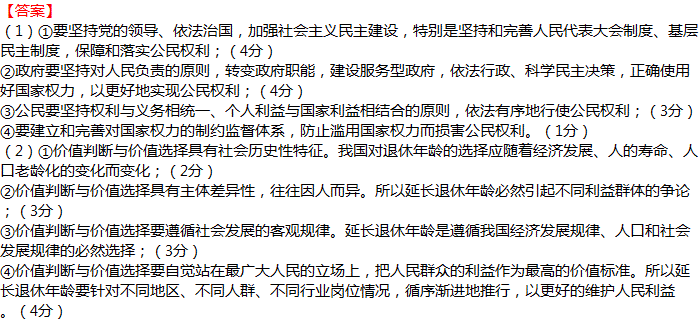 【答案】
（1）①要坚持党的领导、依法治国，加强社会主义民主建设，特别是坚持和完善人民代表大会制度、基层
民主制度，保障和落实公民权利；（4分）
②政府要坚持对人民负责的原则，转变政府职能，建设服务型政府，依法行政、科学民主决策，正确使用
好国家权力，以更好地实现公民权利；（4分）
③公民要坚持权利与义务相统一、个人利益与国家利益相结合的原则，依法有序地行使公民权利；（3分）
④要建立和完善对国家权力的制约监督体系，防止滥用国家权力而损害公民权利。（1分）
（2）①价值判断与价值选择具有社会历史性特征。我国对退休年龄的选择应随着经济发展、人的寿命、人
口老龄化的变化而变化；（2分）
②价值判断与价值选择具有主体差异性，往往因人而异。所以延长退休年龄必然引起不同利益群体的争论
；（3分）
③价值判断与价值选择要遵循社会发展的客观规律。延长退休年龄是遵循我国经济发展规律、人口和社会
发展规律的必然选择；（3分）
④价值判断与价值选择要自觉站在最广大人民的立场上，把人民群众的利益作为最高的价值标准。所以延
长退休年龄要针对不同地区、不同人群、不同行业岗位情况，循序渐进地推行，以更好的维护人民利益
。（4分）